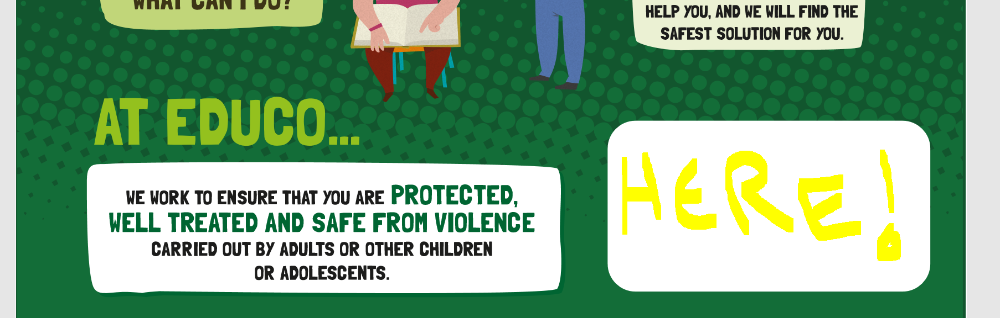 WHAT CAN I DO?
HELP YOU, AND WE WILL FIND THE
SAFEST SOLUTION FOR YOU.
AT EDUCO...
WE WORK TO ENSURE THAT YOU ARE PROTECTED,
WELL TREATED AND SAFE FROM VIOLENCE
CARRIED OUT BY ADULTS OR OTHER CHILDREN
OR ADOLESCENTS.
HERE!